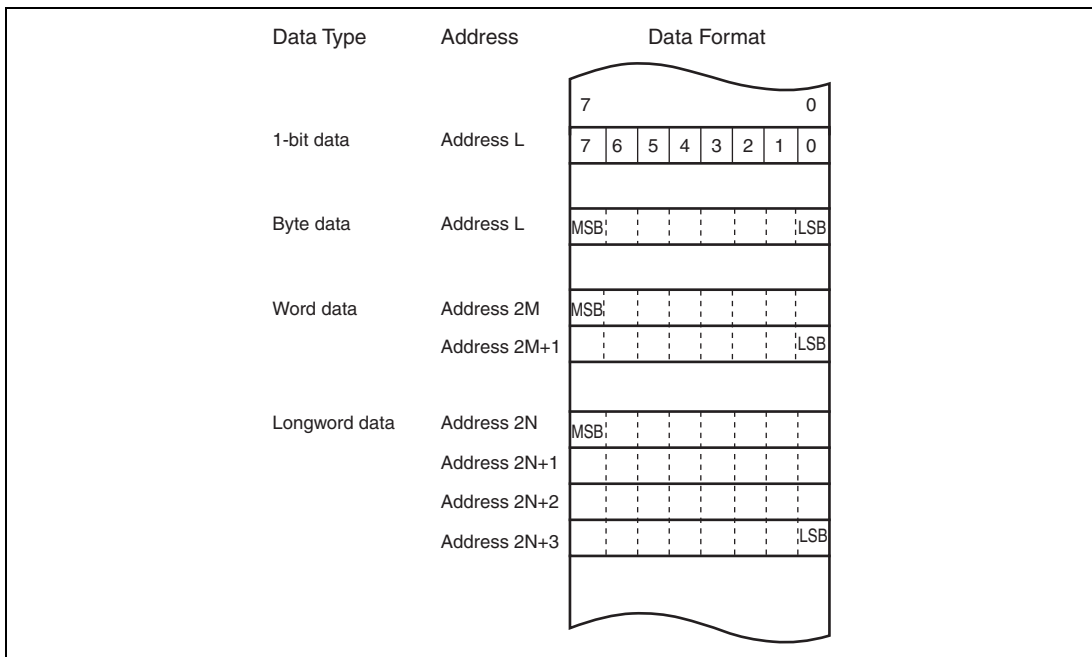 Data Type Address Data Format
7 0
1-bit data Address L 7 6 5 4 3 2 1 0
Byte data Address L MSB LSB
Word data Address 2M MSB
Address 2M+1 LSB
Longword data Address 2N MSB
Address 2N+1
Address 2N+2
Address 2N+3 LSB